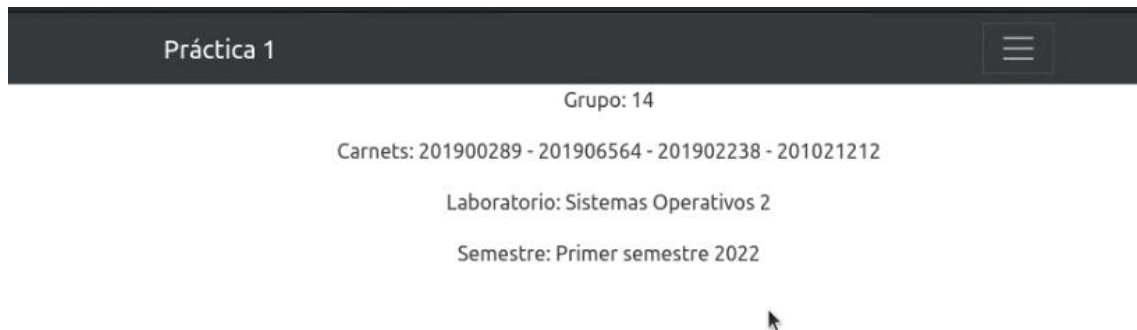 Práctica 1
Grupo: 14
Carnets: 201900289 - 201906564 - 201902238 - 201021212
Laboratorio: Sistemas Operativos 2
Semestre: Primer semestre 2022